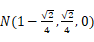 N(1 − √2/4, √2/4, 0)